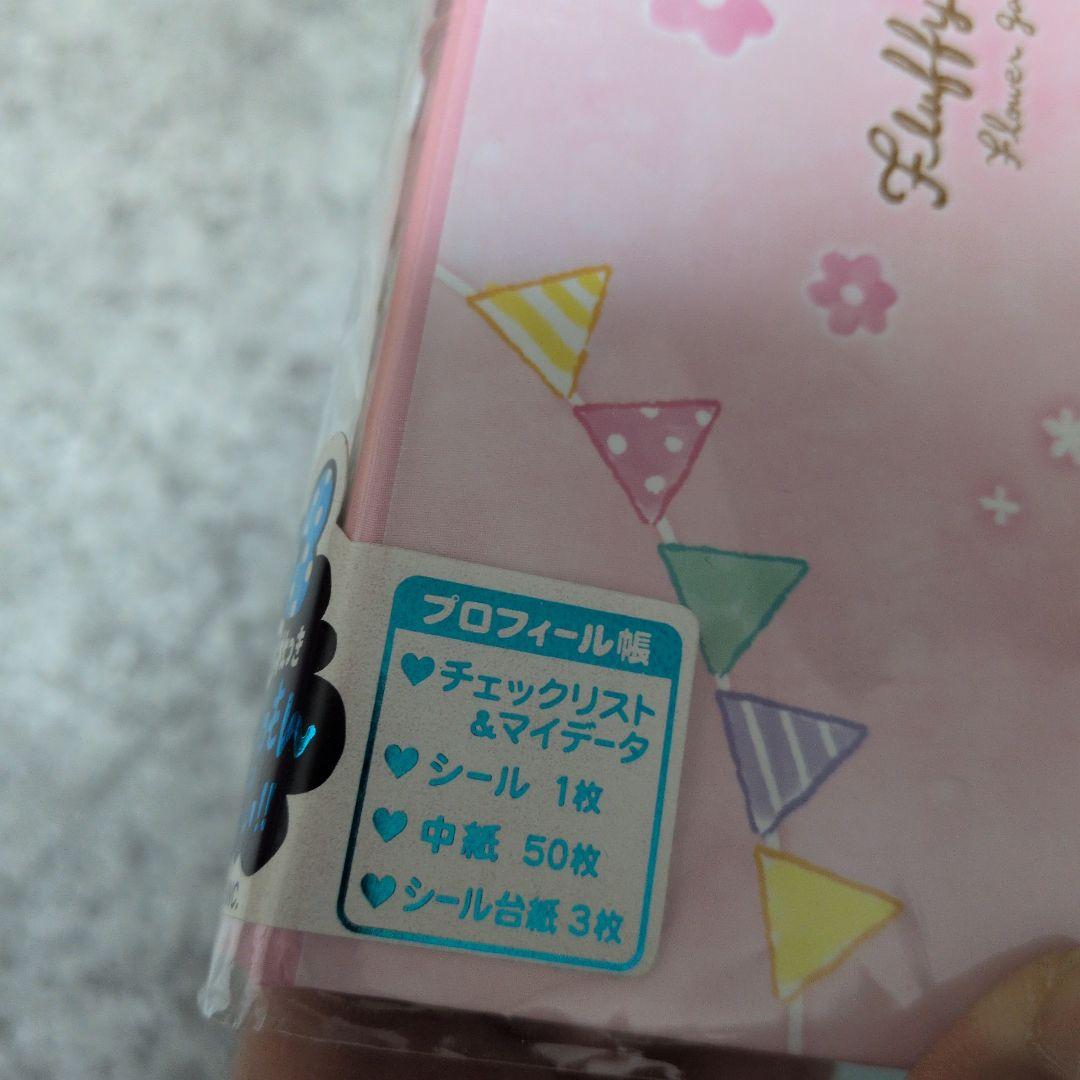 Fluffy
Flower
プロフィール帳
チェックリスト
&マイデータ
シール 1枚
中紙 50枚
シール台紙 3枚